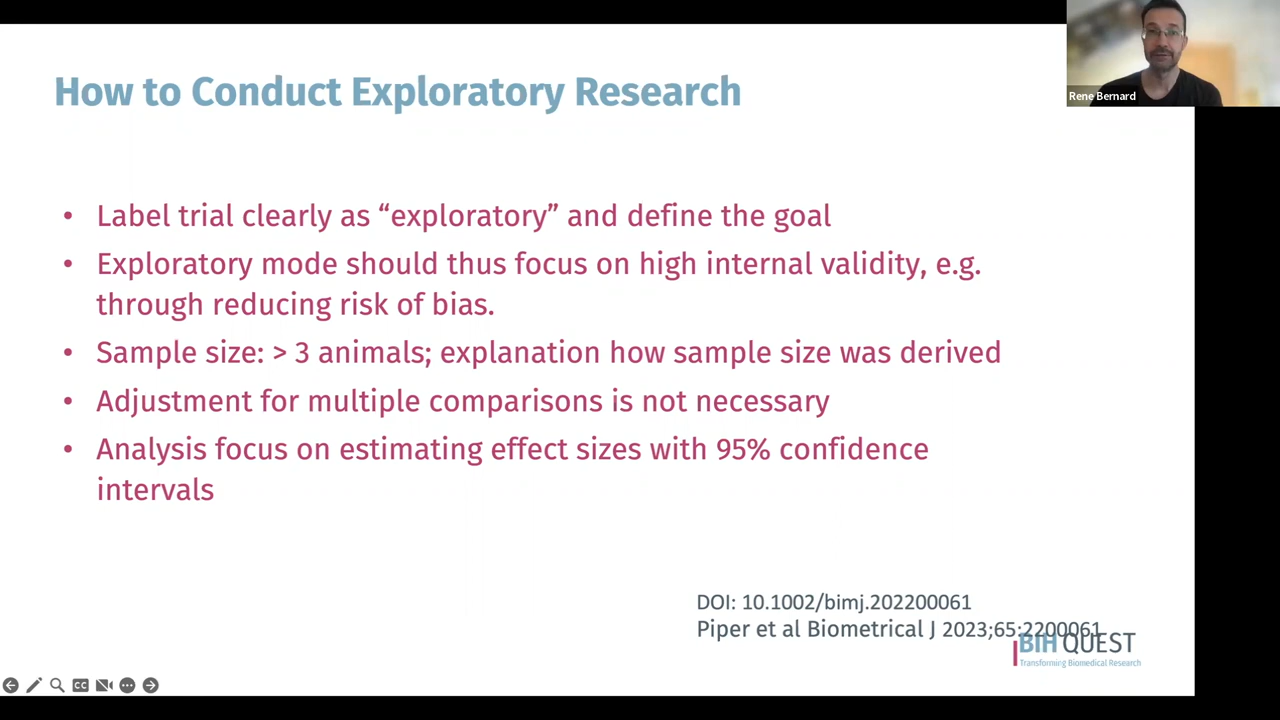 How to Conduct Exploratory Research
Rene Bernard
• Label trial clearly as “exploratory” and define the goal
• Exploratory mode should thus focus on high internal validity, e.g.
through reducing risk of bias.
• Sample size: > 3 animals; explanation how sample size was derived
• Adjustment for multiple comparisons is not necessary
• Analysis focus on estimating effect sizes with 95% confidence
intervals
DOI: 10.1002/bimj.202200061
Piper et al Biometrical J 2023;65:2200061
BIH QUEST
Transforming Biomedical Research
CC